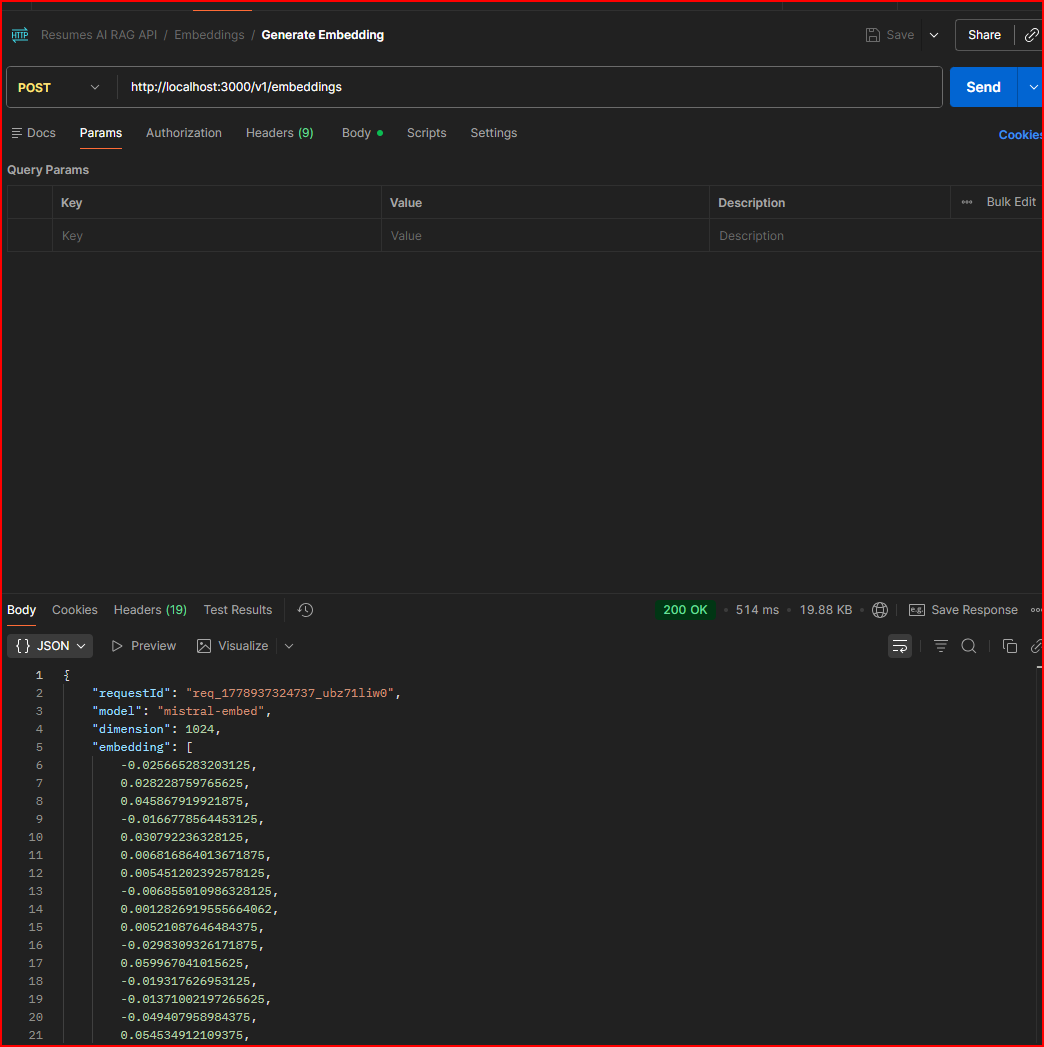 HTTP Resumes AI RAG API / Embeddings / Generate Embedding Save Share
POST http://localhost:3000/v1/embeddings Send
Docs Params Authorization Headers (9) Body Scripts Settings Cookies
Query Params
Key Value Description ••• Bulk Edit
Key Value Description
Body Cookies Headers (19) Test Results 200 OK • 514 ms • 19.88 KB • e.g. Save Response
{} JSON Preview Visualize
1 {
2 "requestId": "req_1778937324737_ubz71liw0",
3 "model": "mistral-embed",
4 "dimension": 1024,
5 "embedding": [
6 -0.025665283203125,
7 0.028228759765625,
8 0.045867919921875,
9 -0.0166778564453125,
10 0.030792236328125,
11 0.006816864013671875,
12 0.005451202392578125,
13 -0.006855010986328125,
14 0.0012826919555664062,
15 0.00521087646484375,
16 -0.0298309326171875,
17 0.059967041015625,
18 -0.019317626953125,
19 -0.01371002197265625,
20 -0.049407958984375,
21 0.054534912109375,